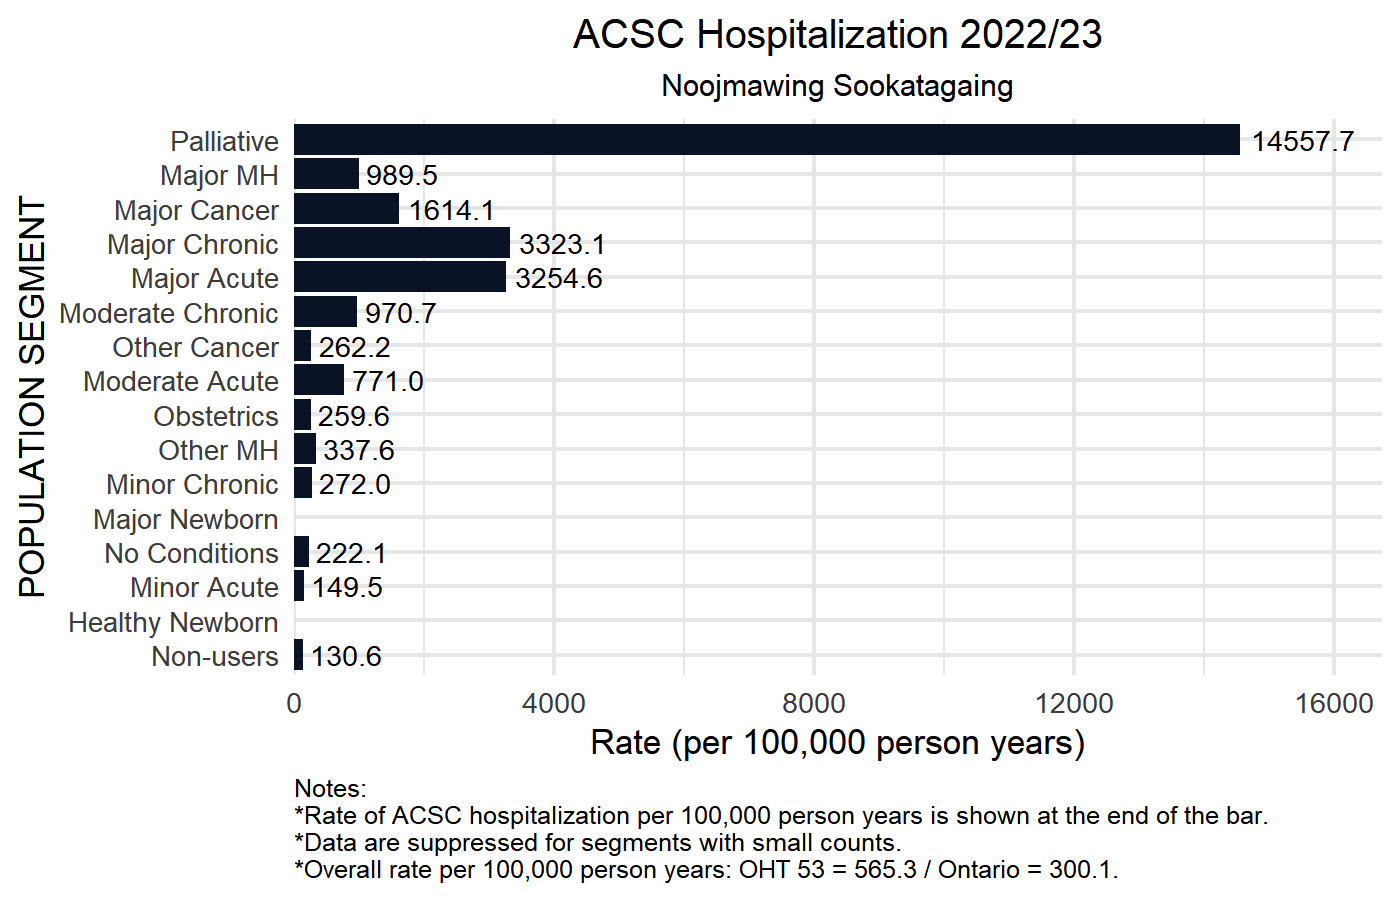 ACSC Hospitalization 2022/23
Noojmawing Sookatagaing
POPULATION SEGMENT
Palliative 14557.7
Major MH 989.5
Major Cancer 1614.1
Major Chronic 3323.1
Major Acute 3254.6
Moderate Chronic 970.7
Other Cancer 262.2
Moderate Acute 771.0
Obstetrics 259.6
Other MH 337.6
Minor Chronic 272.0
Major Newborn
No Conditions 222.1
Minor Acute 149.5
Healthy Newborn
Non-users 130.6
0 4000 8000 12000 16000
Rate (per 100,000 person years)
Notes:
*Rate of ACSC hospitalization per 100,000 person years is shown at the end of the bar.
*Data are suppressed for segments with small counts.
*Overall rate per 100,000 person years: OHT 53 = 565.3 / Ontario = 300.1.